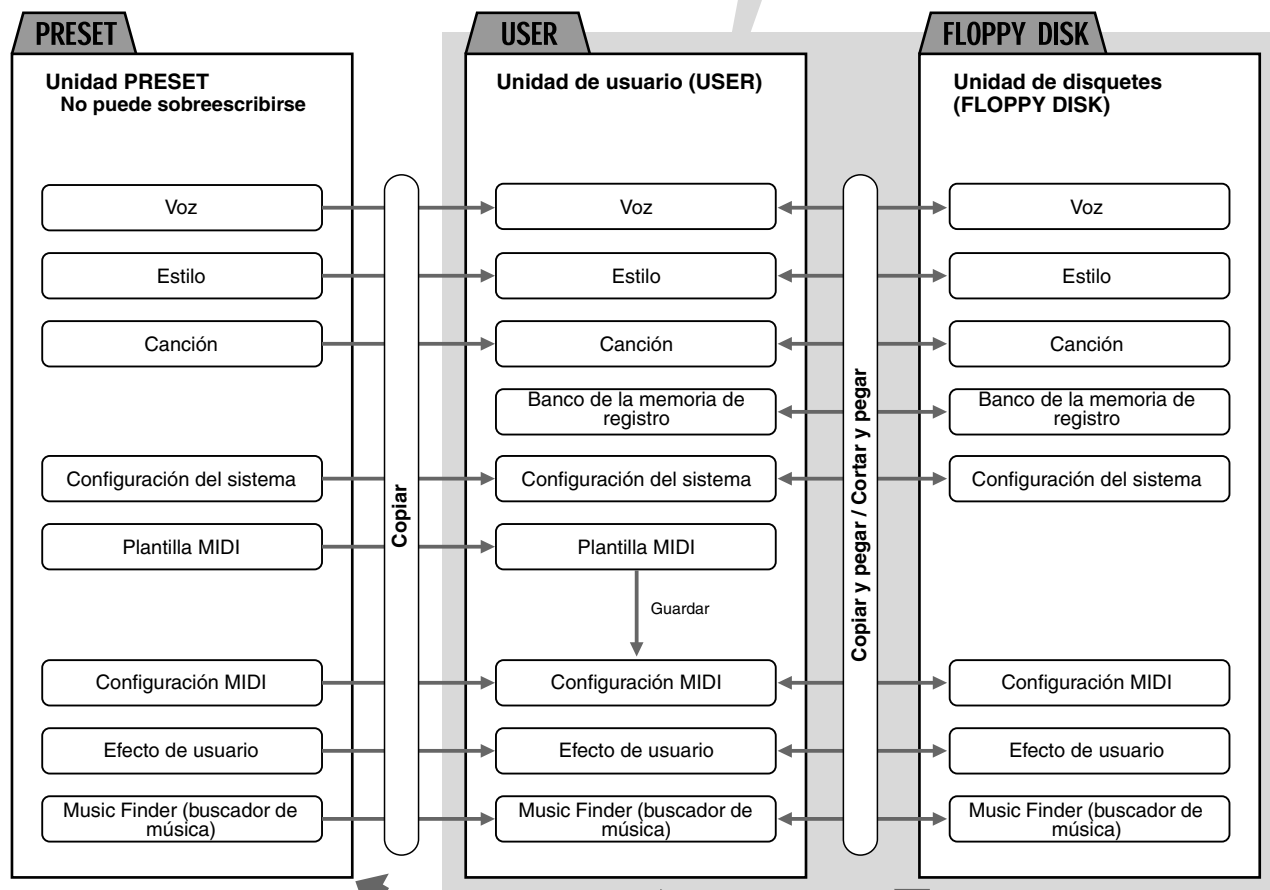 PRESET
Unidad PRESET
No puede sobreescribirse
Voz
Estilo
Canción
Configuración del sistema
Plantilla MIDI
Configuración MIDI
Efecto de usuario
Music Finder (buscador de
música)
Copiar
USER
Unidad de usuario (USER)
Voz
Estilo
Canción
Banco de la memoria de
registro
Configuración del sistema
Plantilla MIDI
Guardar
Configuración MIDI
Efecto de usuario
Music Finder (buscador de
música)
Copiar y pegar / Cortar y pegar
FLOPPY DISK
Unidad de disquetes
(FLOPPY DISK)
Voz
Estilo
Canción
Banco de la memoria de
registro
Configuración del sistema
Configuración MIDI
Efecto de usuario
Music Finder (buscador de
música)